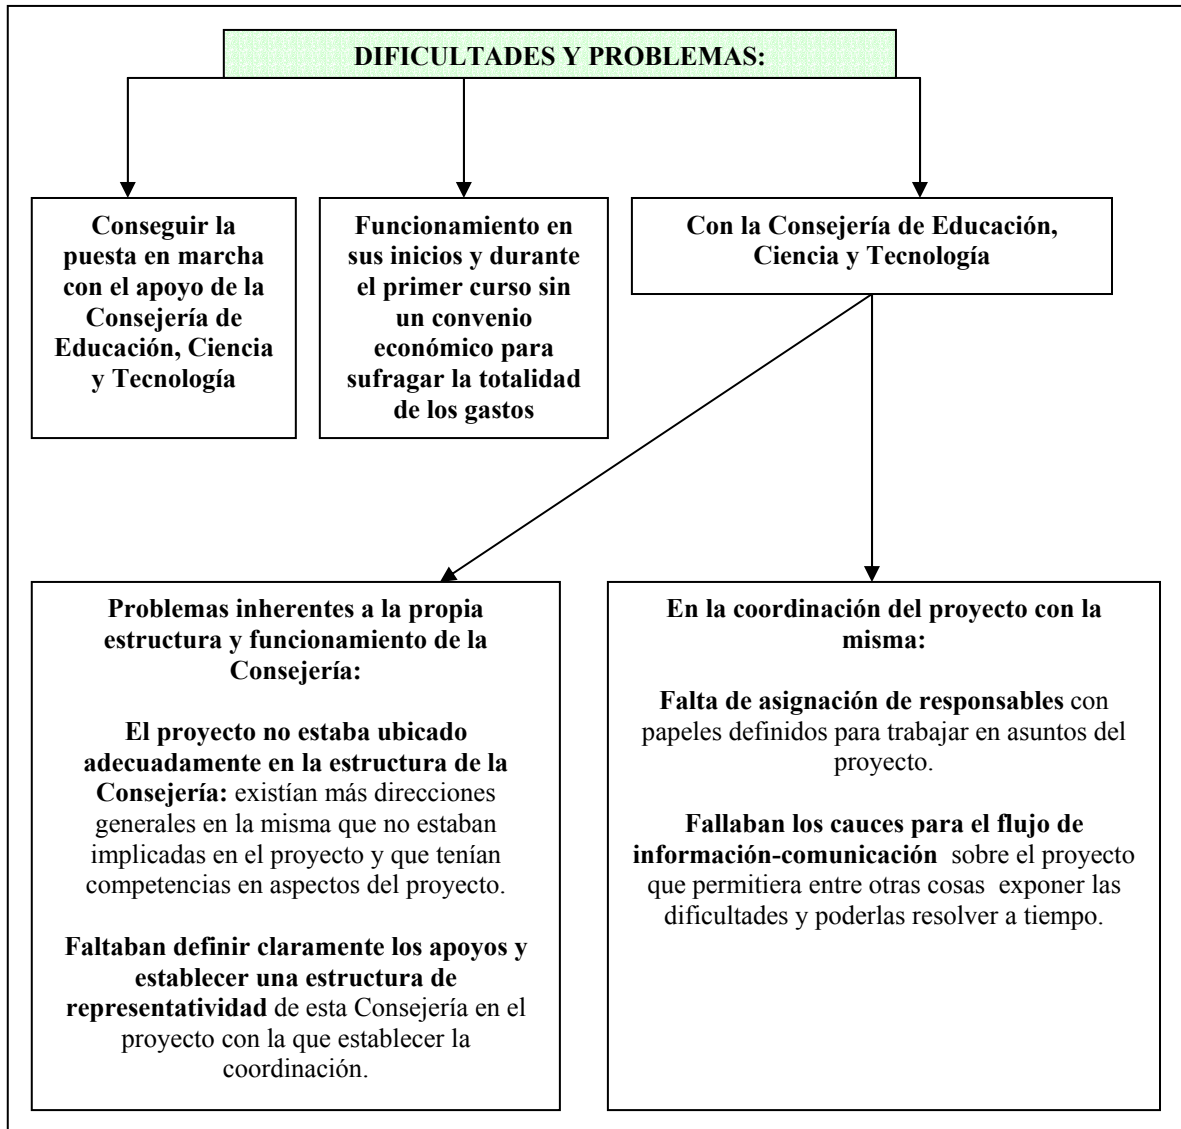 DIFICULTADES Y PROBLEMAS:
Conseguir la
puesta en marcha
con el apoyo de la
Consejería de
Educación, Ciencia
y Tecnología
Funcionamiento en
sus inicios y durante
el primer curso sin
un convenio
económico para
sufragar la totalidad
de los gastos
Con la Consejería de Educación,
Ciencia y Tecnología
Problemas inherentes a la propia
estructura y funcionamiento de la
Consejería:
El proyecto no estaba ubicado
adecuadamente en la estructura de la
Consejería: existían más direcciones
generales en la misma que no estaban
implicadas en el proyecto y que tenían
competencias en aspectos del proyecto.
Faltaban definir claramente los apoyos y
establecer una estructura de
representatividad de esta Consejería en el
proyecto con la que establecer la
coordinación.
En la coordinación del proyecto con la
misma:
Falta de asignación de responsables con
papeles definidos para trabajar en asuntos del
proyecto.
Fallaban los cauces para el flujo de
información-comunicación sobre el proyecto
que permitiera entre otras cosas exponer las
dificultades y poderlas resolver a tiempo.